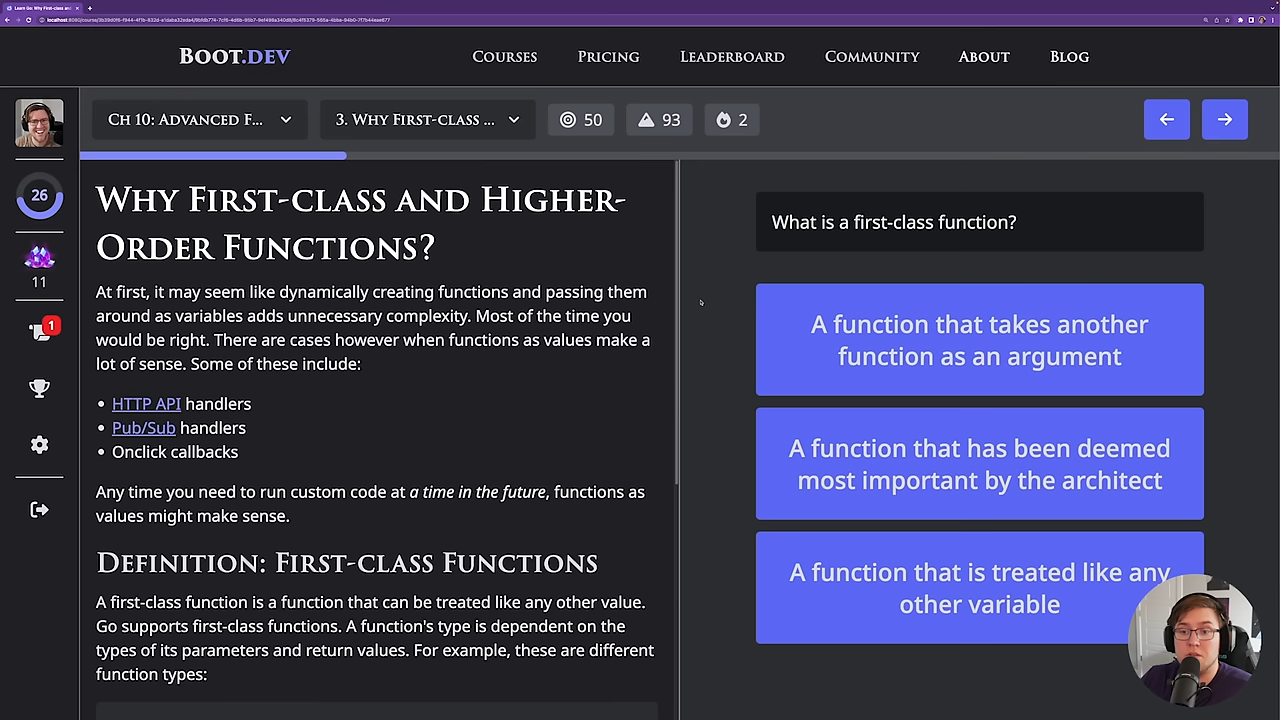 Learn Go: Why First-class and
BOOT.DEV
COURSES
PRICING
LEADERBOARD
COMMUNITY
ABOUT
BLOG
CH 10: ADVANCED F...
3. WHY FIRST-CLASS ...
50
93
2
26
11
1
WHY FIRST-CLASS AND HIGHER-
ORDER FUNCTIONS?
At first, it may seem like dynamically creating functions and passing them
around as variables adds unnecessary complexity. Most of the time you
would be right. There are cases however when functions as values make a
lot of sense. Some of these include:
• HTTP API handlers
• Pub/Sub handlers
• Onclick callbacks
Any time you need to run custom code at a time in the future, functions as
values might make sense.
DEFINITION: FIRST-CLASS FUNCTIONS
A first-class function is a function that can be treated like any other value.
Go supports first-class functions. A function's type is dependent on the
types of its parameters and return values. For example, these are different
function types:
What is a first-class function?
A function that takes another
function as an argument
A function that has been deemed
most important by the architect
A function that is treated like any
other variable